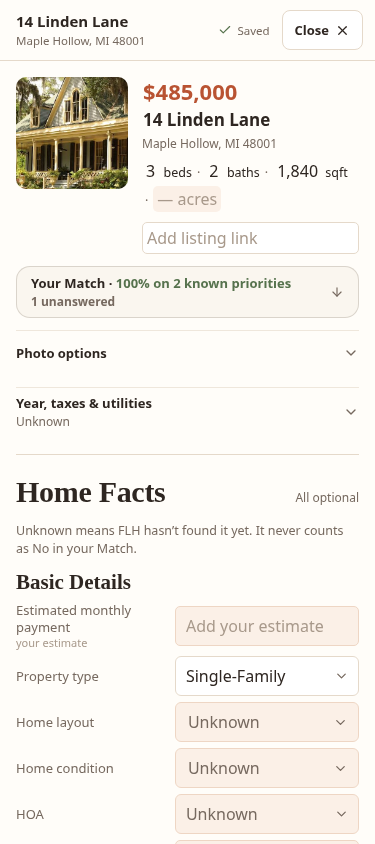 14 Linden Lane
Maple Hollow, MI 48001
Saved
Close
$485,000
14 Linden Lane
Maple Hollow, MI 48001
3 beds · 2 baths · 1,840 sqft
· — acres
Add listing link
Your Match · 100% on 2 known priorities
1 unanswered
Photo options
Year, taxes & utilities
Unknown
Home Facts
All optional
Unknown means FLH hasn’t found it yet. It never counts
as No in your Match.
Basic Details
Estimated monthly
payment
your estimate
Add your estimate
Property type
Single-Family
Home layout
Unknown
Home condition
Unknown
HOA
Unknown